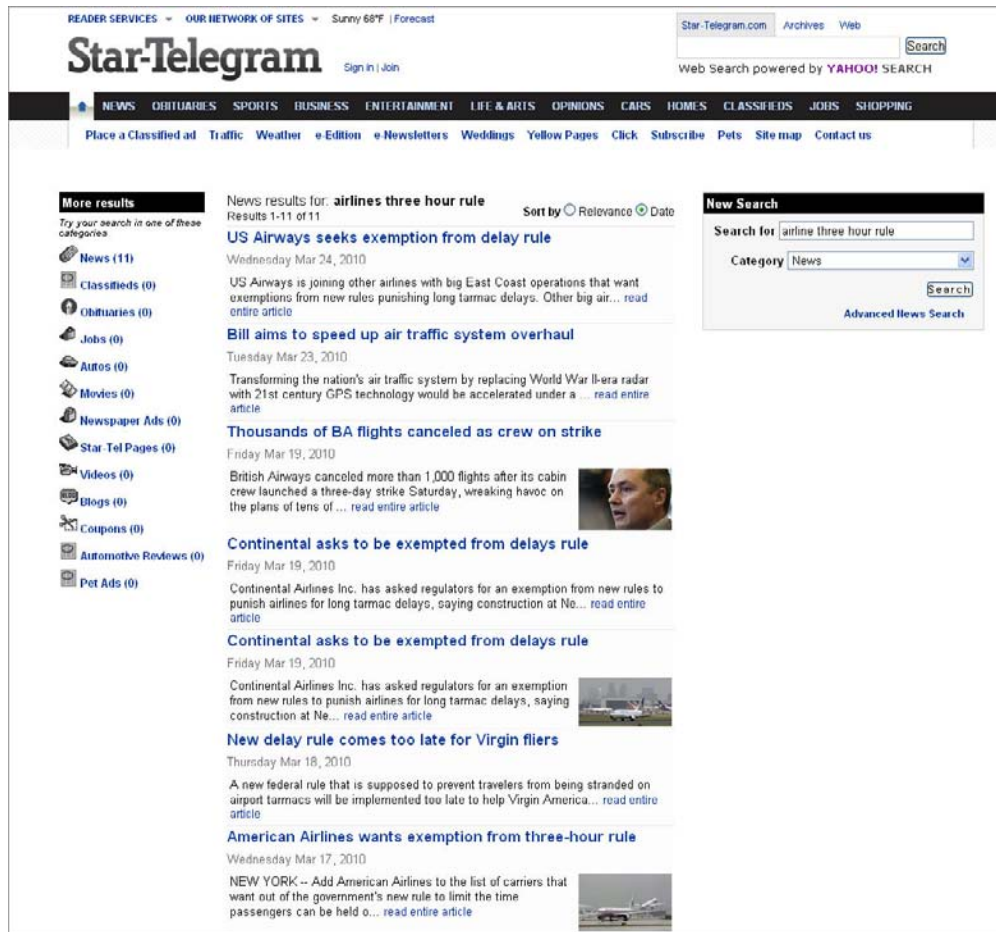 READER SERVICES OUR NETWORK OF SITES Sunny 68°F | Forecast
Star-Telegram
Sign in | Join
Star-Telegram.com Archives Web
Search
Web Search powered by YAHOO! SEARCH
NEWS OBITUARIES SPORTS BUSINESS ENTERTAINMENT LIFE & ARTS OPINIONS CARS HOMES CLASSIFIEDS JOBS SHOPPING
Place a Classified ad Traffic Weather e-Edition e-Newsletters Weddings Yellow Pages Click Subscribe Pets Site map Contact us
More results
Try your search in one of these
categories
News (11)
Classifieds (0)
Obituaries (0)
Jobs (0)
Autos (0)
Movies (0)
Newspaper Ads (0)
Star-Tel Pages (0)
Videos (0)
Blogs (0)
Coupons (0)
Automotive Reviews (0)
Pet Ads (0)
News results for: airlines three hour rule
Results 1-11 of 11
Sort by Relevance Date
US Airways seeks exemption from delay rule
Wednesday Mar 24, 2010
US Airways is joining other airlines with big East Coast operations that want
exemptions from new rules punishing long tarmac delays. Other big air... read
entire article
Bill aims to speed up air traffic system overhaul
Tuesday Mar 23, 2010
Transforming the nation's air traffic system by replacing World War II-era radar
with 21st century GPS technology would be accelerated under a ... read entire
article
Thousands of BA flights canceled as crew on strike
Friday Mar 19, 2010
British Airways canceled more than 1,000 flights after its cabin
crew launched a three-day strike Saturday, wreaking havoc on
the plans of tens of ... read entire article
Continental asks to be exempted from delays rule
Friday Mar 19, 2010
Continental Airlines Inc. has asked regulators for an exemption from new rules to
punish airlines for long tarmac delays, saying construction at Ne... read entire
article
Continental asks to be exempted from delays rule
Friday Mar 19, 2010
Continental Airlines Inc. has asked regulators for an exemption
from new rules to punish airlines for long tarmac delays, saying
construction at Ne... read entire article
New delay rule comes too late for Virgin fliers
Thursday Mar 18, 2010
A new federal rule that is supposed to prevent travelers from being stranded on
airport tarmacs will be implemented too late to help Virgin America... read entire
article
American Airlines wants exemption from three-hour rule
Wednesday Mar 17, 2010
NEW YORK -- Add American Airlines to the list of carriers that
want out of the government's new rule to limit the time
passengers can be held o... read entire article
New Search
Search for airline three hour rule
Category News
Search
Advanced News Search